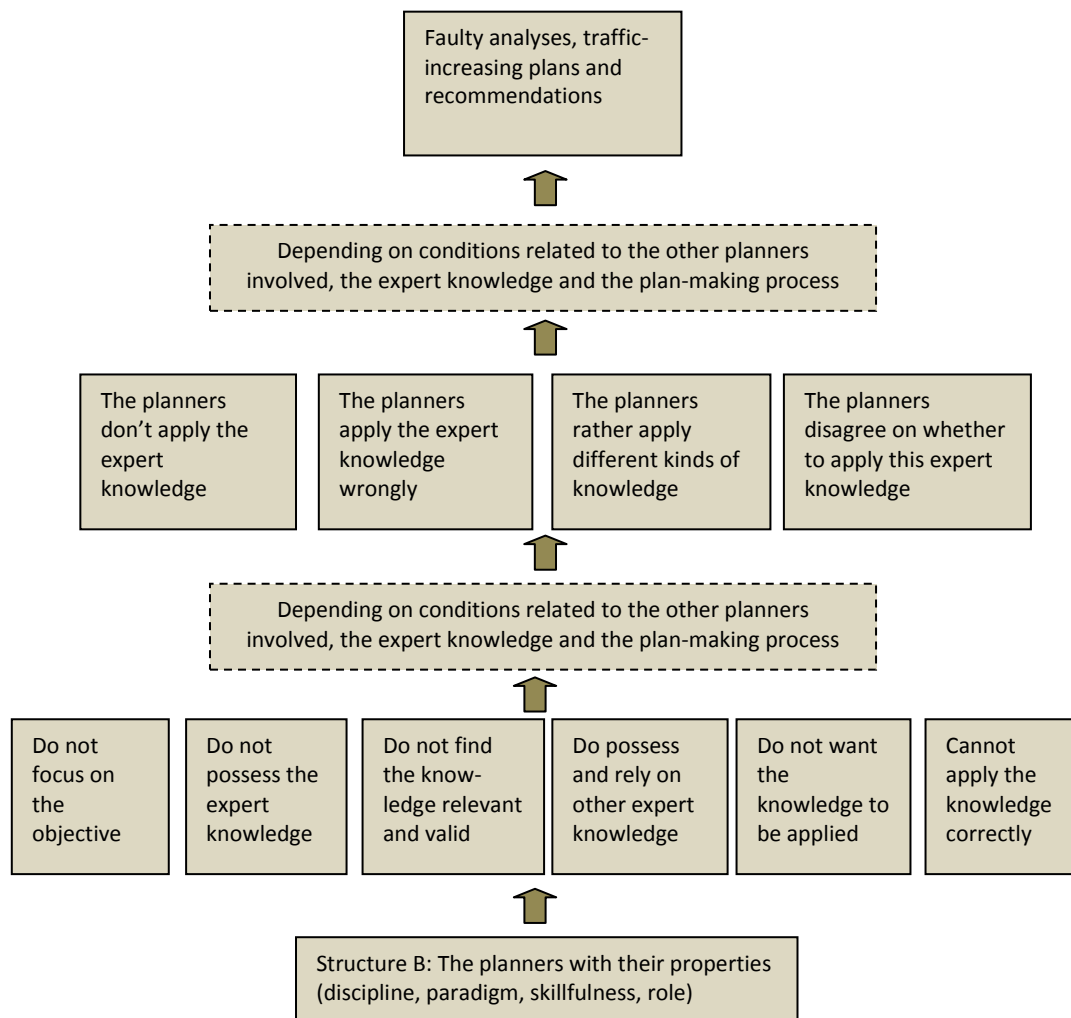 Faulty analyses, traffic-
increasing plans and
recommendations
Depending on conditions related to the other planners
involved, the expert knowledge and the plan-making process
The planners
don't apply the
expert
knowledge
The planners
apply the expert
knowledge
wrongly
The planners
rather apply
different kinds of
knowledge
The planners
disagree on whether
to apply this expert
knowledge
Depending on conditions related to the other planners
involved, the expert knowledge and the plan-making process
Do not
focus on
the
objective
Do not
possess the
expert
knowledge
Do not find
the know-
ledge relevant
and valid
Do possess
and rely on
other expert
knowledge
Do not want
the
knowledge to
be applied
Cannot
apply the
knowledge
correctly
Structure B: The planners with their properties
(discipline, paradigm, skillfulness, role)